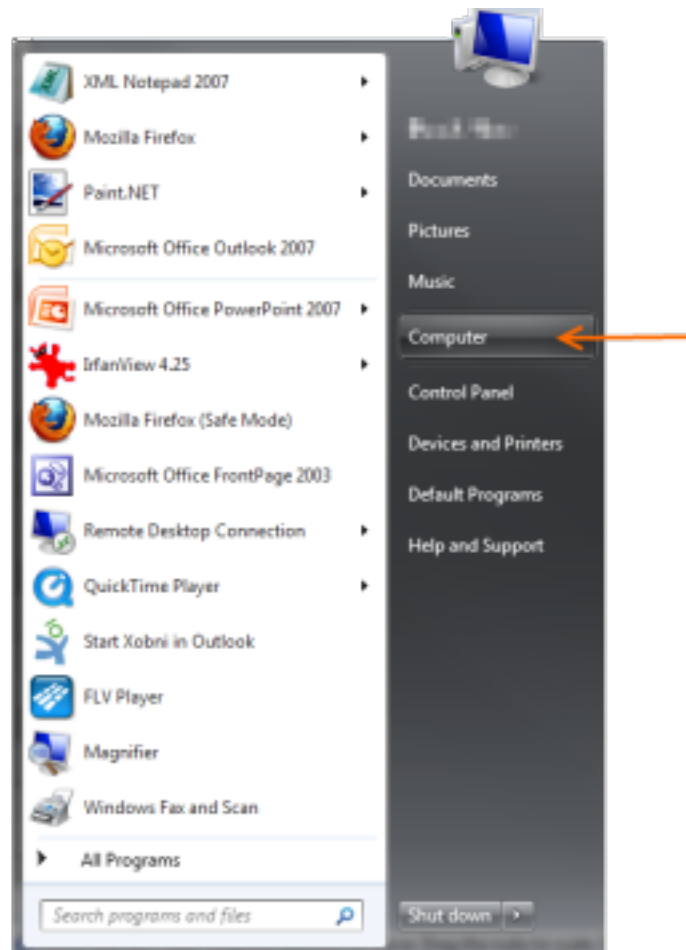 XML Notepad 2007
Mozilla Firefox
Paint.NET
Microsoft Office Outlook 2007
Microsoft Office PowerPoint 2007
IrfanView 4.25
Mozilla Firefox (Safe Mode)
Microsoft Office FrontPage 2003
Remote Desktop Connection
QuickTime Player
Start Xobni in Outlook
FLV Player
Magnifier
Windows Fax and Scan
All Programs
Search programs and files
Documents
Pictures
Music
Computer
Control Panel
Devices and Printers
Default Programs
Help and Support
Shut down